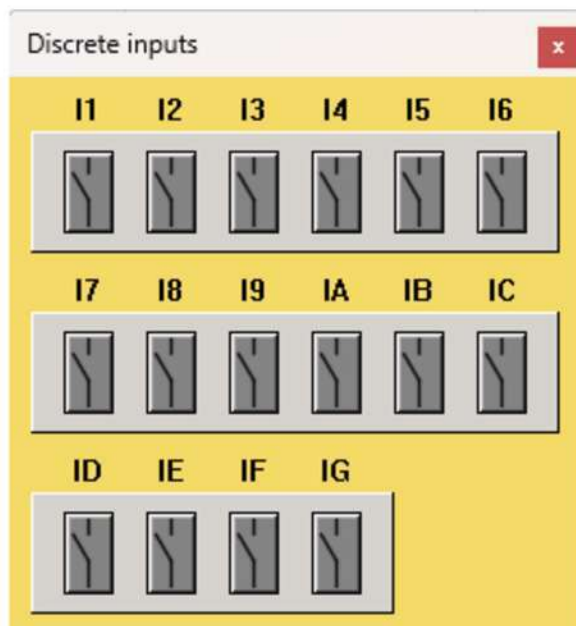 Discrete inputs x
I1 I2 I3 I4 I5 I6
I7 I8 I9 IA IB IC
ID IE IF IG